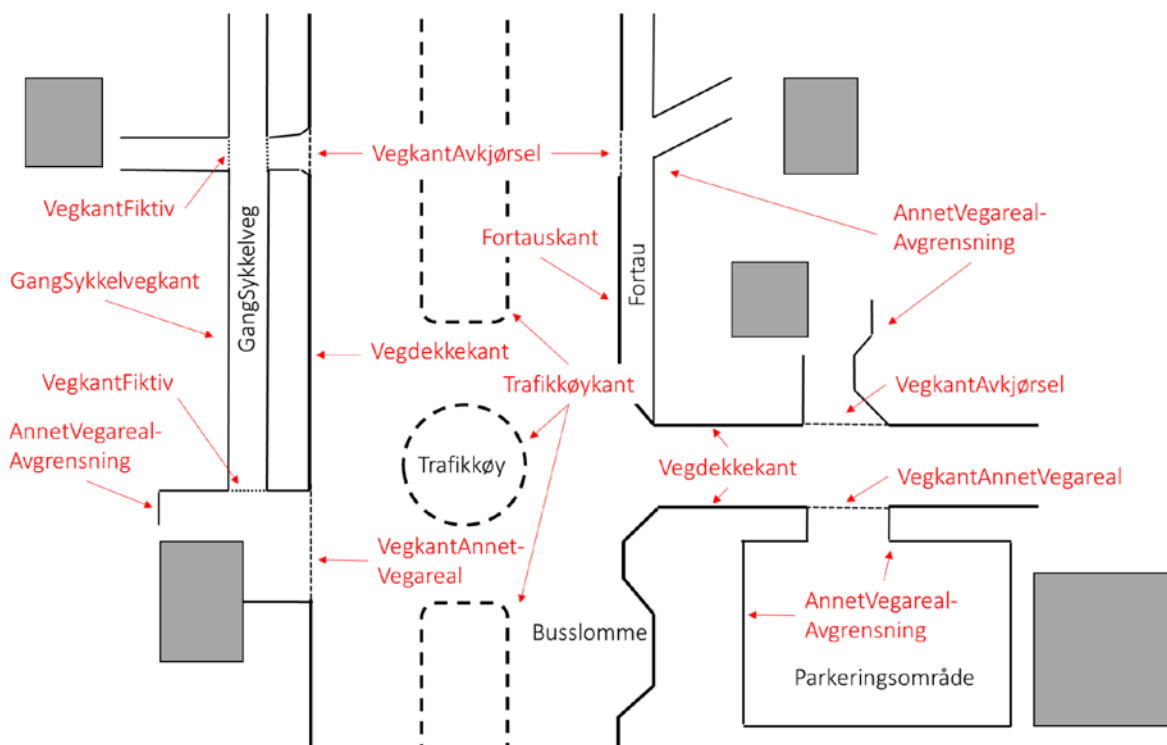 VegkantAvkjørsel
VegkantFiktiv
AnnetVegareal-
Avgrensning
Fortauskant
GangSykkelvegkant
GangSykkelveg
Fortau
Vegdekkekant
VegkantFiktiv
Trafikkøykant
VegkantAvkjørsel
AnnetVegareal-
Avgrensning
Trafikkøy
Vegdekkekant
VegkantAnnetVegareal
VegkantAnnet-
Vegareal
AnnetVegareal-
Avgrensning
Busslomme
Parkeringsområde